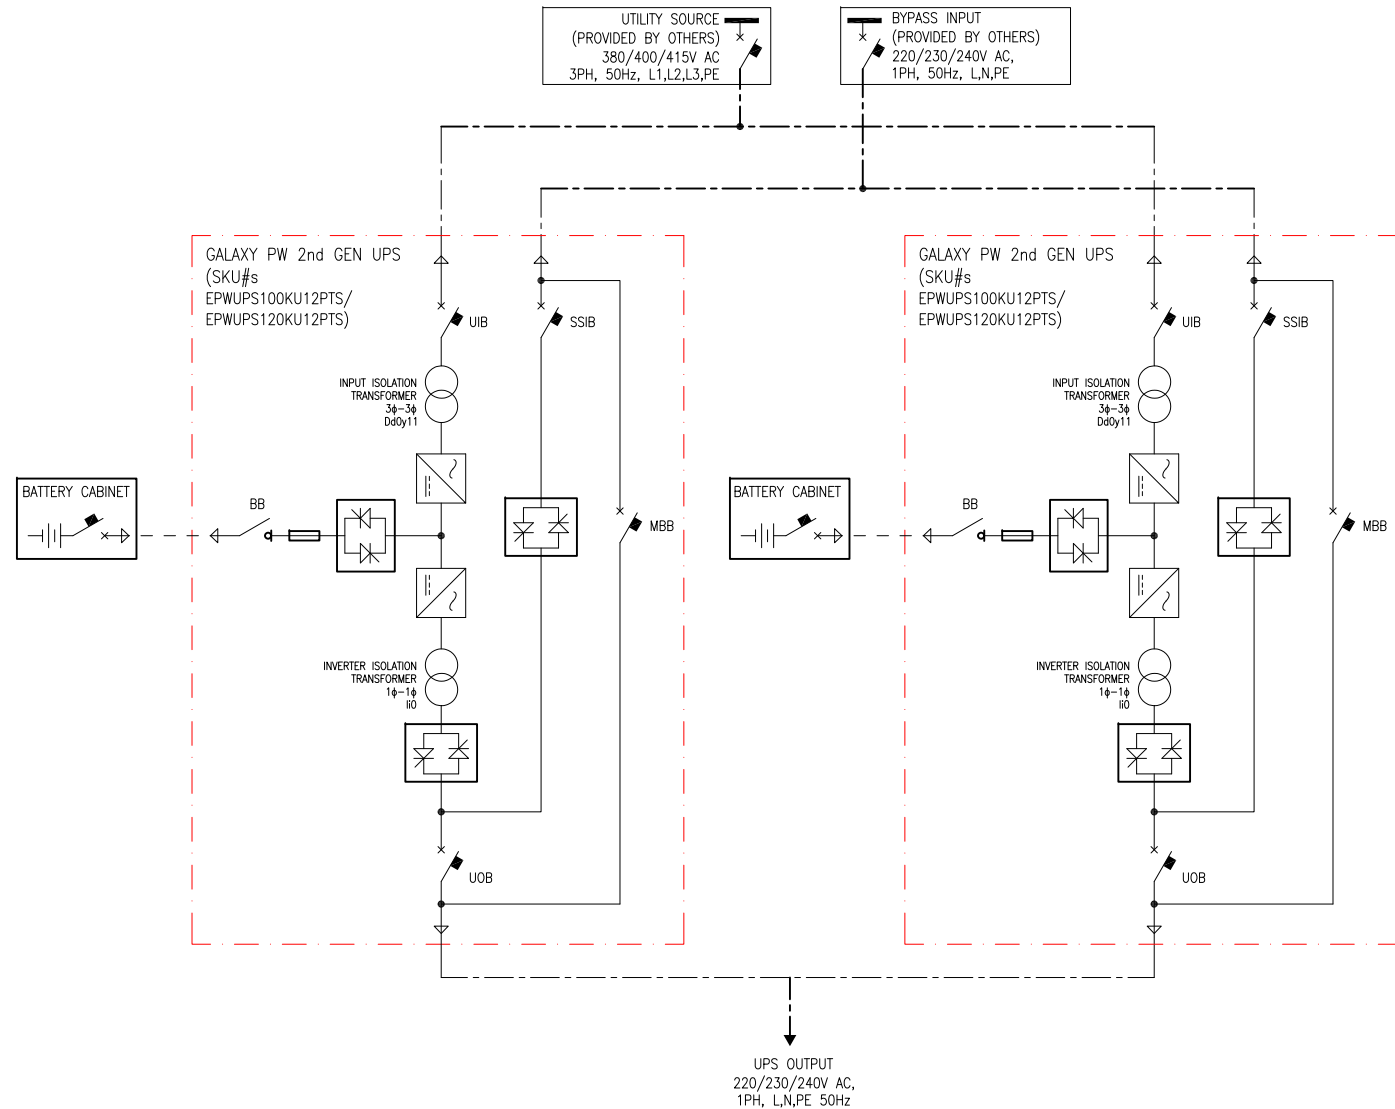 UTILITY SOURCE
(PROVIDED BY OTHERS)
380/400/415V AC
3PH, 50Hz, L1,L2,L3,PE
BYPASS INPUT
(PROVIDED BY OTHERS)
220/230/240V AC,
1PH, 50Hz, L,N,PE
GALAXY PW 2nd GEN UPS
(SKU#s
EPWUPS100KU12PTS/
EPWUPS120KU12PTS)
UIB
SSIB
INPUT ISOLATION
TRANSFORMER
3ϕ-3ϕ
Dd0y11
BATTERY CABINET
BB
MBB
INVERTER ISOLATION
TRANSFORMER
1ϕ-1ϕ
Ii0
UOB
GALAXY PW 2nd GEN UPS
(SKU#s
EPWUPS100KU12PTS/
EPWUPS120KU12PTS)
UIB
SSIB
INPUT ISOLATION
TRANSFORMER
3ϕ-3ϕ
Dd0y11
BATTERY CABINET
BB
MBB
INVERTER ISOLATION
TRANSFORMER
1ϕ-1ϕ
Ii0
UOB
UPS OUTPUT
220/230/240V AC,
1PH, L,N,PE 50Hz